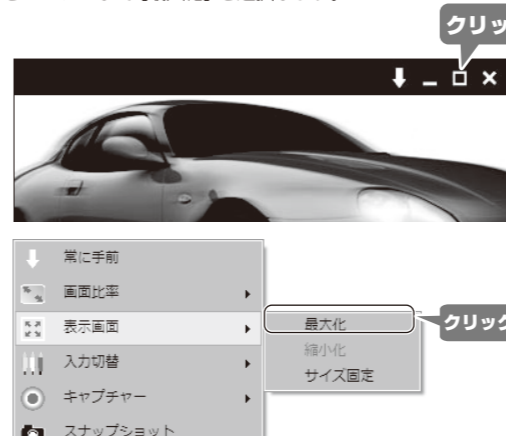 クリッ
常に手前
画面比率
表示画面
最大化
クリック
縮小化
入力切替
サイズ固定
キャプチャー
スナップショット